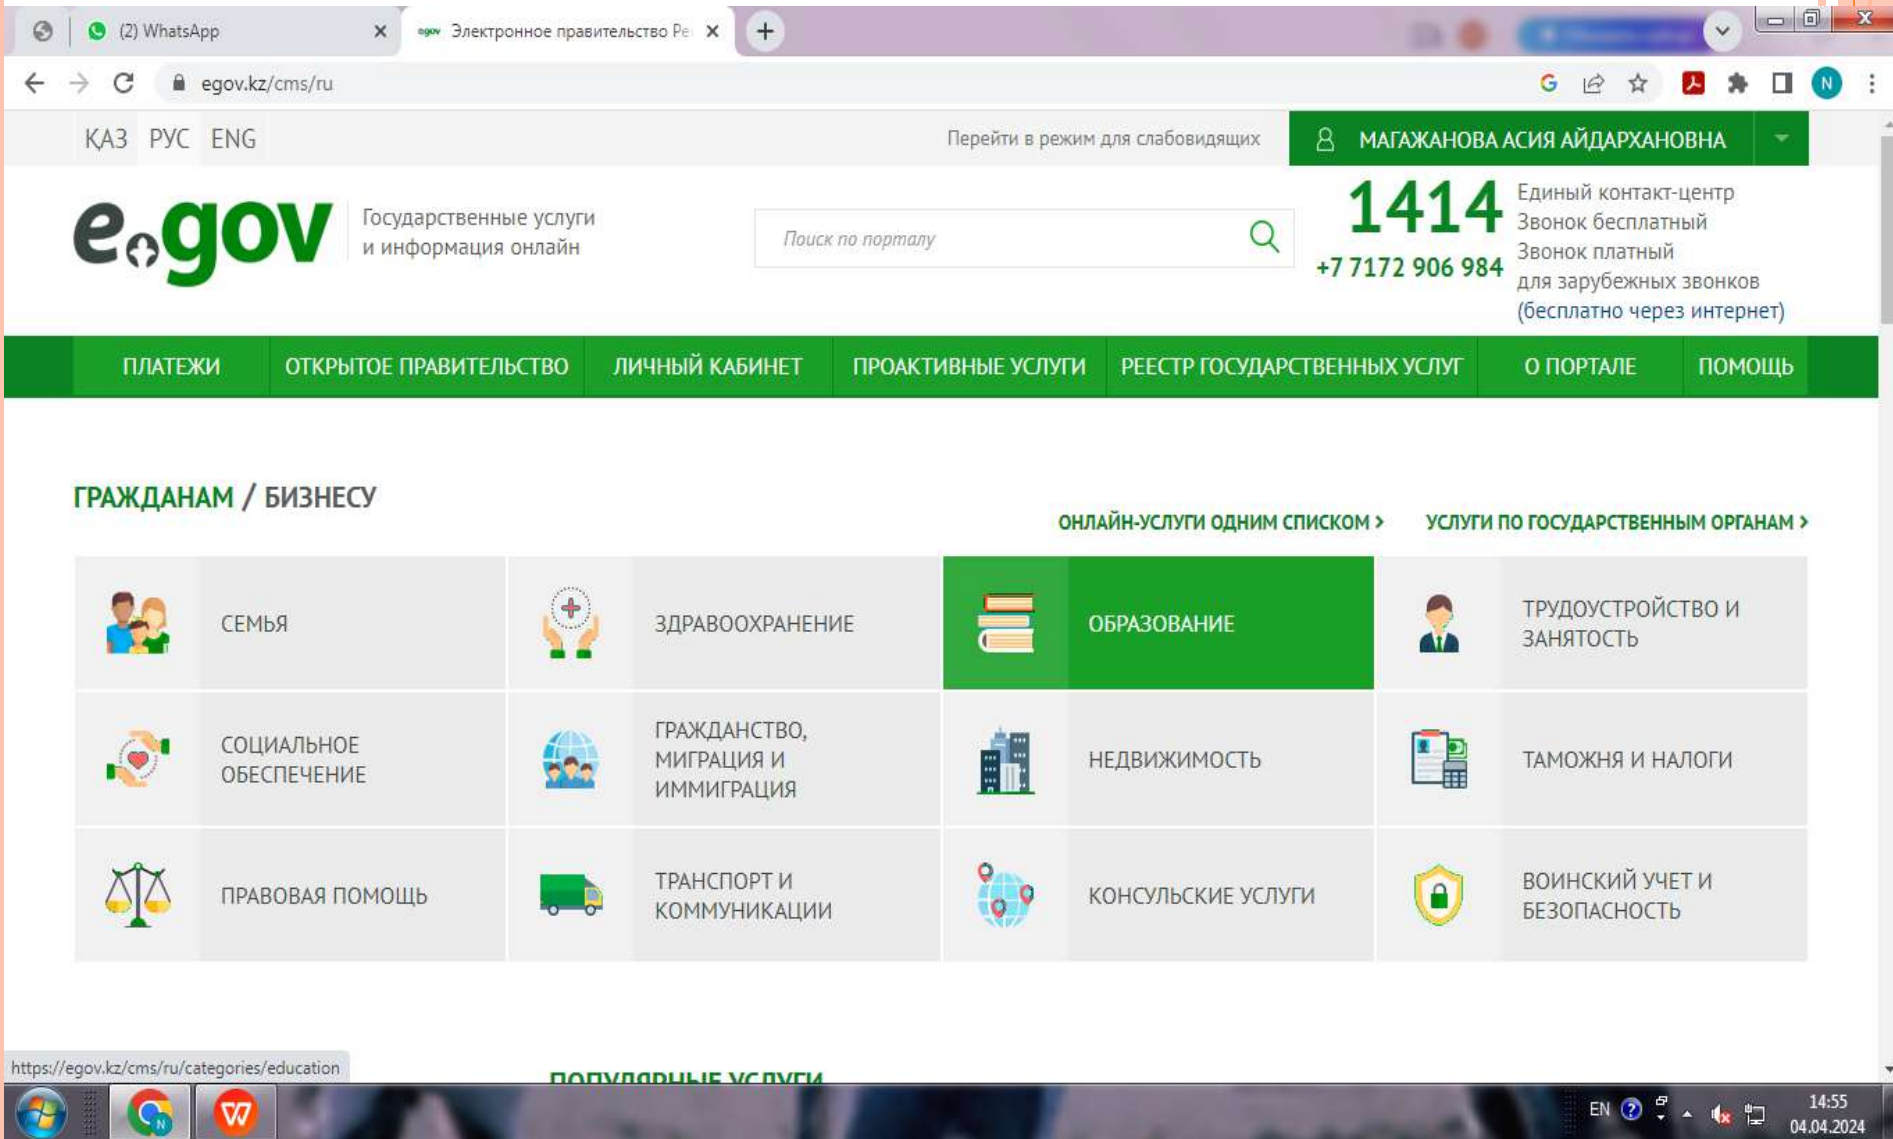 (2) WhatsApp
egov Электронное правительство Ре
egov.kz/cms/ru
ҚАЗ РУС ENG
Перейти в режим для слабовидящих
МАГАЖАНОВА АСИЯ АЙДАРХАНОВНА
e.gov
Государственные услуги
и информация онлайн
Поиск по порталу
1414
+7 7172 906 984
Единый контакт-центр
Звонок бесплатный
Звонок платный
для зарубежных звонков
(бесплатно через интернет)
ПЛАТЕЖИ ОТКРЫТОЕ ПРАВИТЕЛЬСТВО ЛИЧНЫЙ КАБИНЕТ ПРОАКТИВНЫЕ УСЛУГИ РЕЕСТР ГОСУДАРСТВЕННЫХ УСЛУГ О ПОРТАЛЕ ПОМОЩЬ
ГРАЖДАНАМ / БИЗНЕСУ
ОНЛАЙН-УСЛУГИ ОДНИМ СПИСКОМ >
УСЛУГИ ПО ГОСУДАРСТВЕННЫМ ОРГАНАМ >
СЕМЬЯ
ЗДРАВООХРАНЕНИЕ
ОБРАЗОВАНИЕ
ТРУДОУСТРОЙСТВО И
ЗАНЯТОСТЬ
СОЦИАЛЬНОЕ
ОБЕСПЕЧЕНИЕ
ГРАЖДАНСТВО,
МИГРАЦИЯ И
ИММИГРАЦИЯ
НЕДВИЖИМОСТЬ
ТАМОЖНЯ И НАЛОГИ
ПРАВОВАЯ ПОМОЩЬ
ТРАНСПОРТ И
КОММУНИКАЦИИ
КОНСУЛЬСКИЕ УСЛУГИ
ВОИНСКИЙ УЧЕТ И
БЕЗОПАСНОСТЬ
https://egov.kz/cms/ru/categories/education
ПОПУЛЯРНЫЕ УСЛУГИ
EN
14:55
04.04.2024